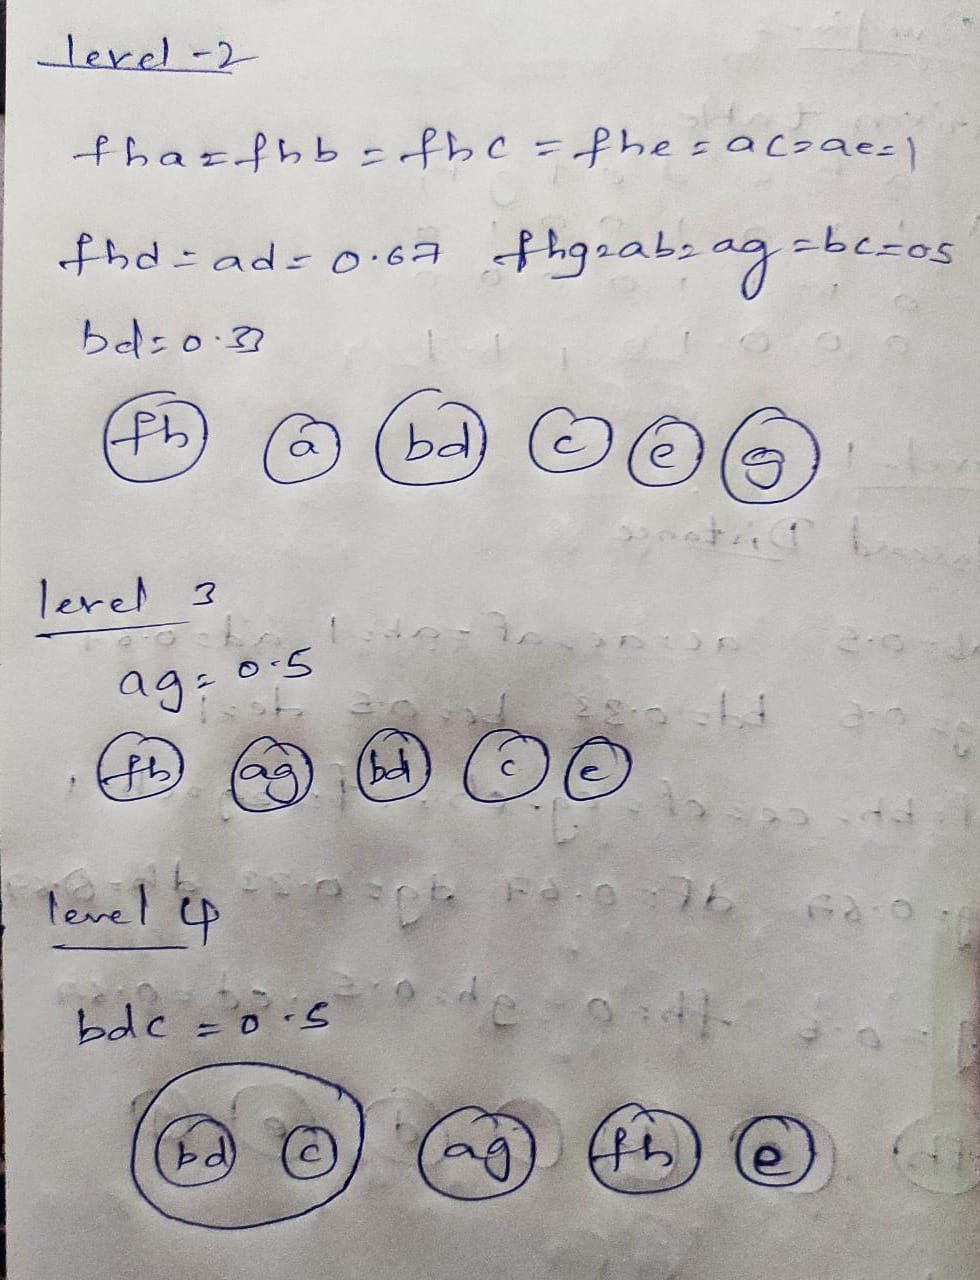 level -2
fha=fhb=fhc=fhe=ac=ae=1
fhd=ad=0.67 fhg=ab=ag=bc=05
bd=0.33
fh a bd c e g
level 3
ag=0.5
fh ag bd c e
level 4
bdc=0.5
bd c ag fh e